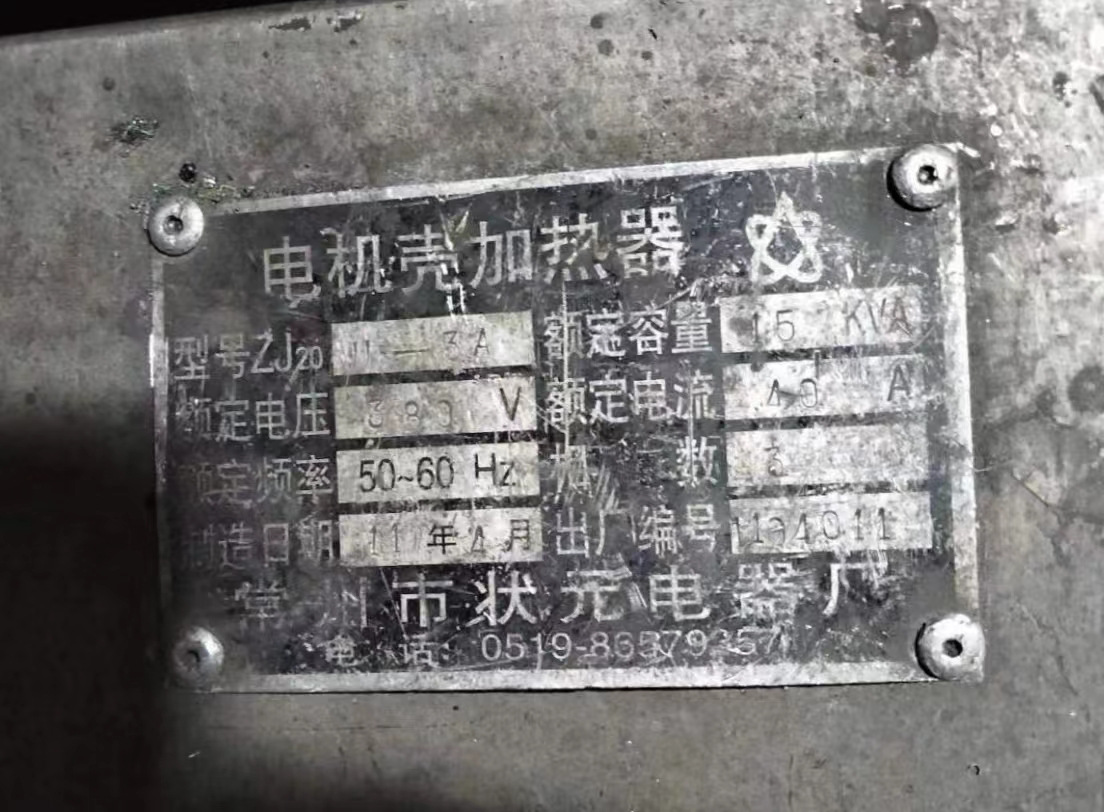 电机壳加热器
型号ZJ20 —3A 额定容量 15 KVA
额定电压 380 V 额定电流 40 A
额定频率 50~60 Hz 相 数 3
制造日期 11年4月 出厂编号
常州市状元电器厂
电 话: